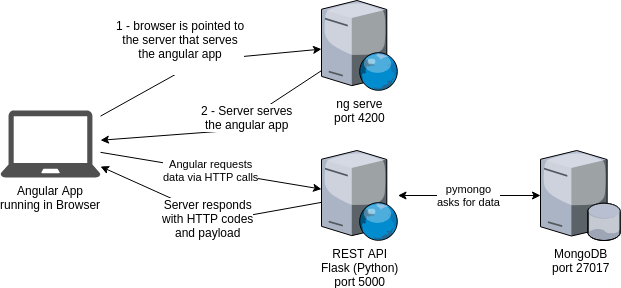 1 - browser is pointed to
the server that serves
the angular app
2 - Server serves
the angular app
ng serve
port 4200
Angular App
running in Browser
Angular requests
data via HTTP calls
Server responds
with HTTP codes
and payload
REST API
Flask (Python)
port 5000
pymongo
asks for data
MongoDB
port 27017